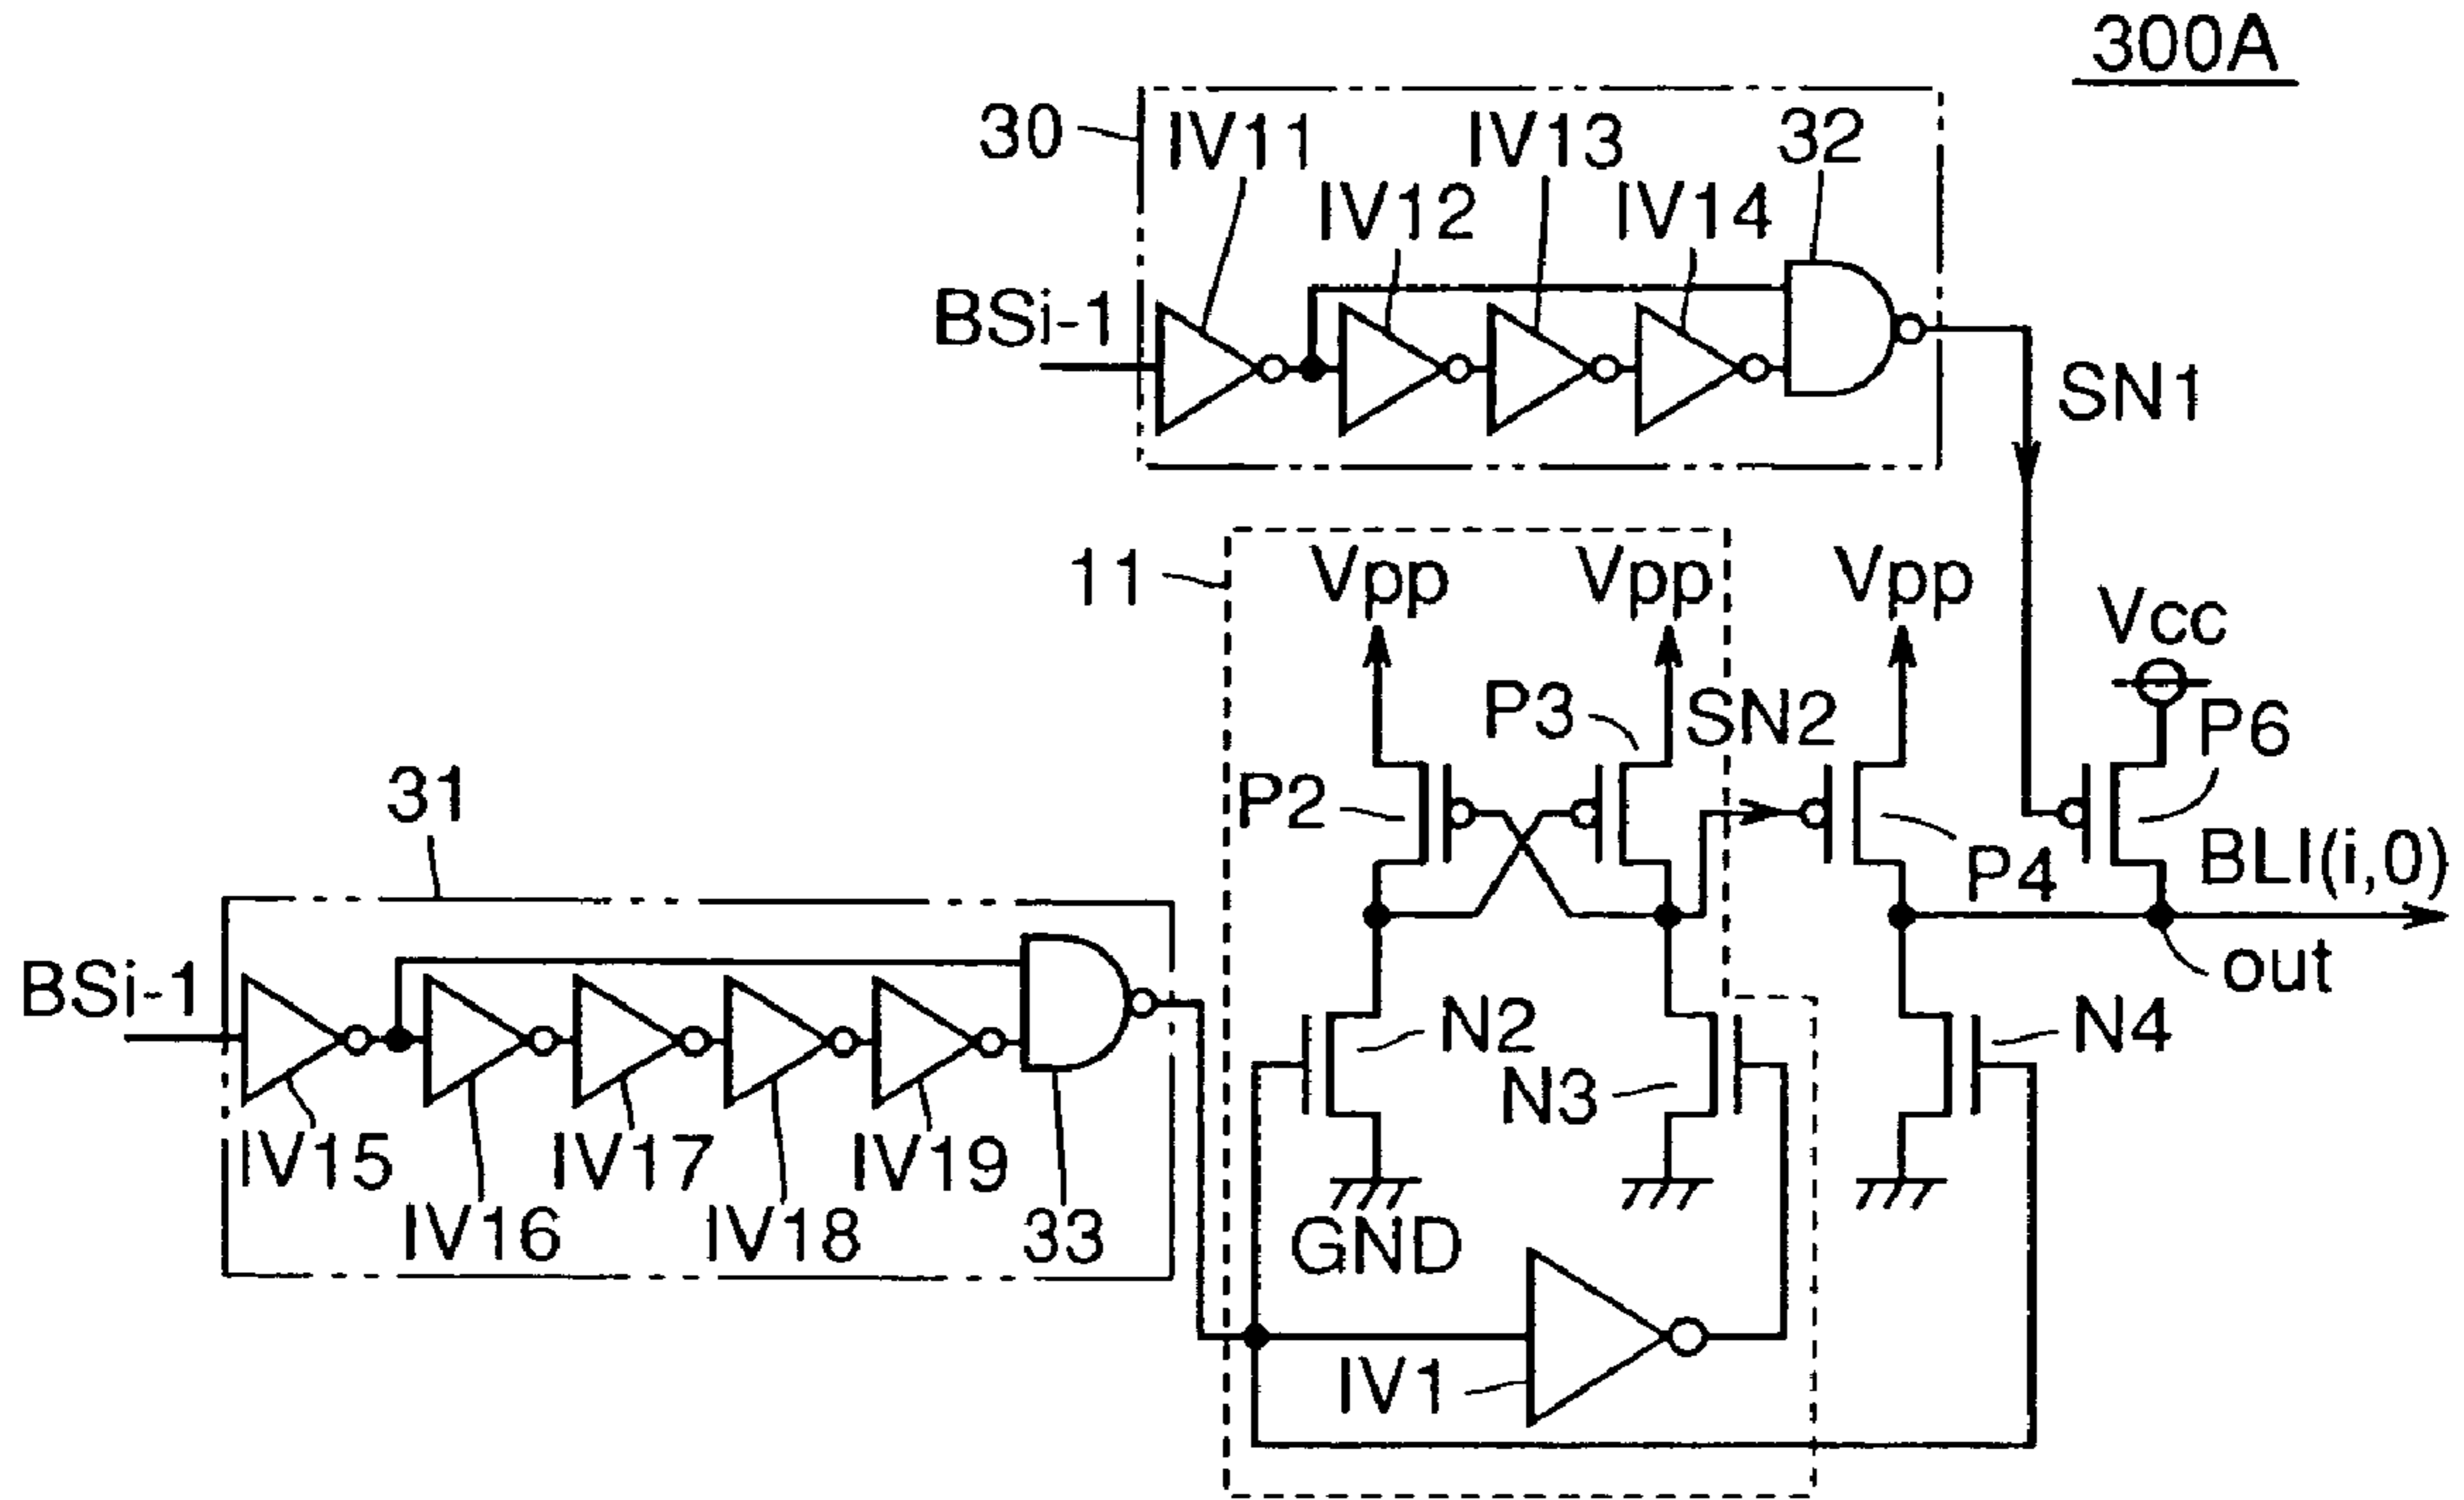 300A
30
IV11
IV13
32
IV12
IV14
BSi-1
SN1
11
Vpp
Vpp
Vpp
Vcc
P3
SN2
P6
P2
31
P4
BLI(i,0)
out
BSi-1
N2
N4
N3
IV15
IV17
IV19
IV16
IV18
33
GND
IV1